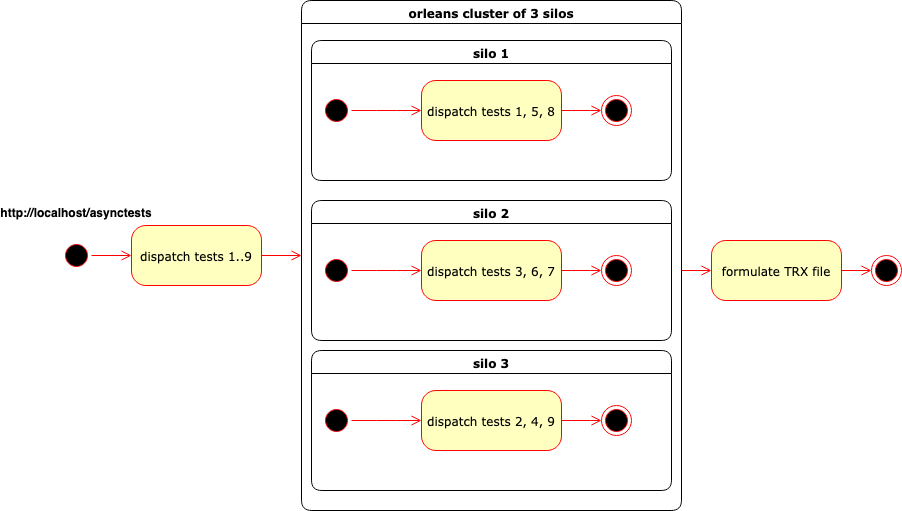 orleans cluster of 3 silos
silo 1
dispatch tests 1, 5, 8
http://localhost/asynctests
dispatch tests 1..9
silo 2
dispatch tests 3, 6, 7
formulate TRX file
silo 3
dispatch tests 2, 4, 9